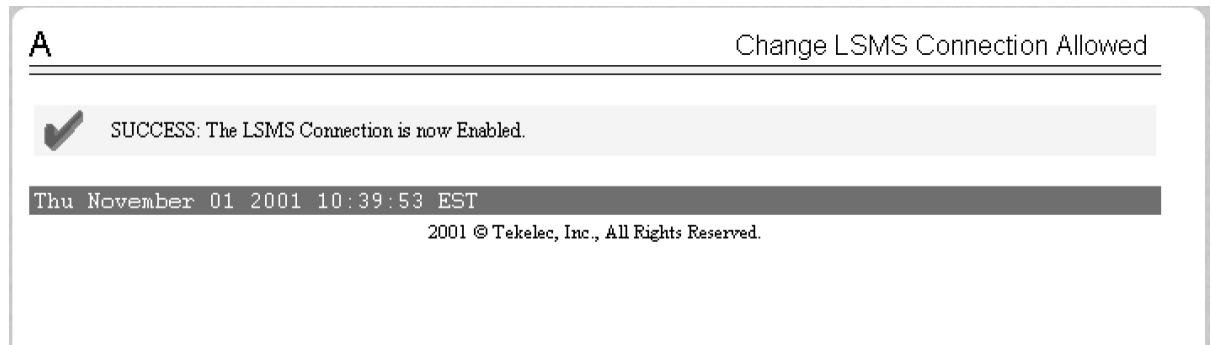 A
Change LSMS Connection Allowed
SUCCESS: The LSMS Connection is now Enabled.
Thu November 01 2001 10:39:53 EST
2001 © Tekelec, Inc., All Rights Reserved.